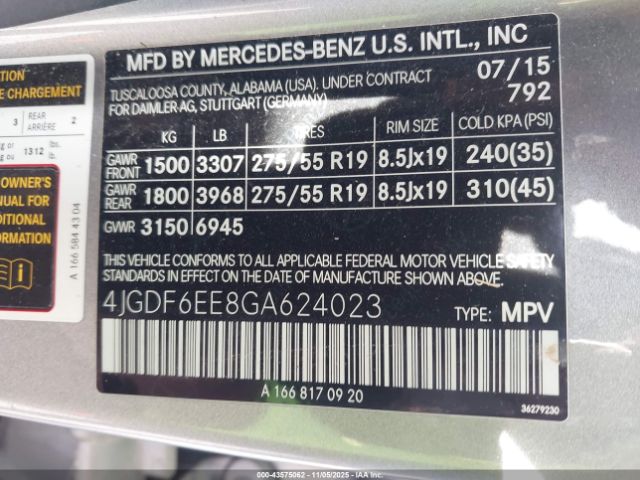 TION
E CHARGEMENT
3 REAR ARRIÈRE 2
g or
g ou 1312 lbs.
OWNER'S
NUAL FOR
DITIONAL
ORMATION
A 166 584 43 04
MFD BY MERCEDES-BENZ U.S. INTL., INC
TUSCALOOSA COUNTY, ALABAMA (USA). UNDER CONTRACT 07/15
FOR DAIMLER AG, STUTTGART (GERMANY) 792
KG LB RIM SIZE COLD KPA (PSI)
GAWR FRONT 1500 3307 275/55 R19 8.5Jx19 240(35)
GAWR REAR 1800 3968 275/55 R19 8.5Jx19 310(45)
GVWR 3150 6945
THIS VEHICLE CONFORMS TO ALL APPLICABLE FEDERAL MOTOR VEHICLE SAFETY
STANDARDS IN EFFECT ON THE DATE OF MANUFACTURE SHOWN ABOVE.
4JGDF6EE8GA624023 TYPE: MPV
A 166 817 09 20
36279230
000-43575062 - 11/05/2025 - IAA Inc.